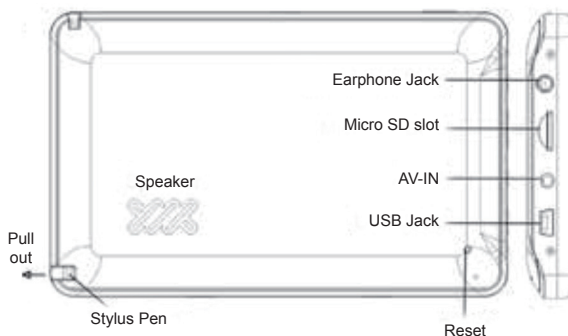 Earphone Jack
Micro SD slot
AV-IN
Speaker
USB Jack
Pull
out
Stylus Pen
Reset